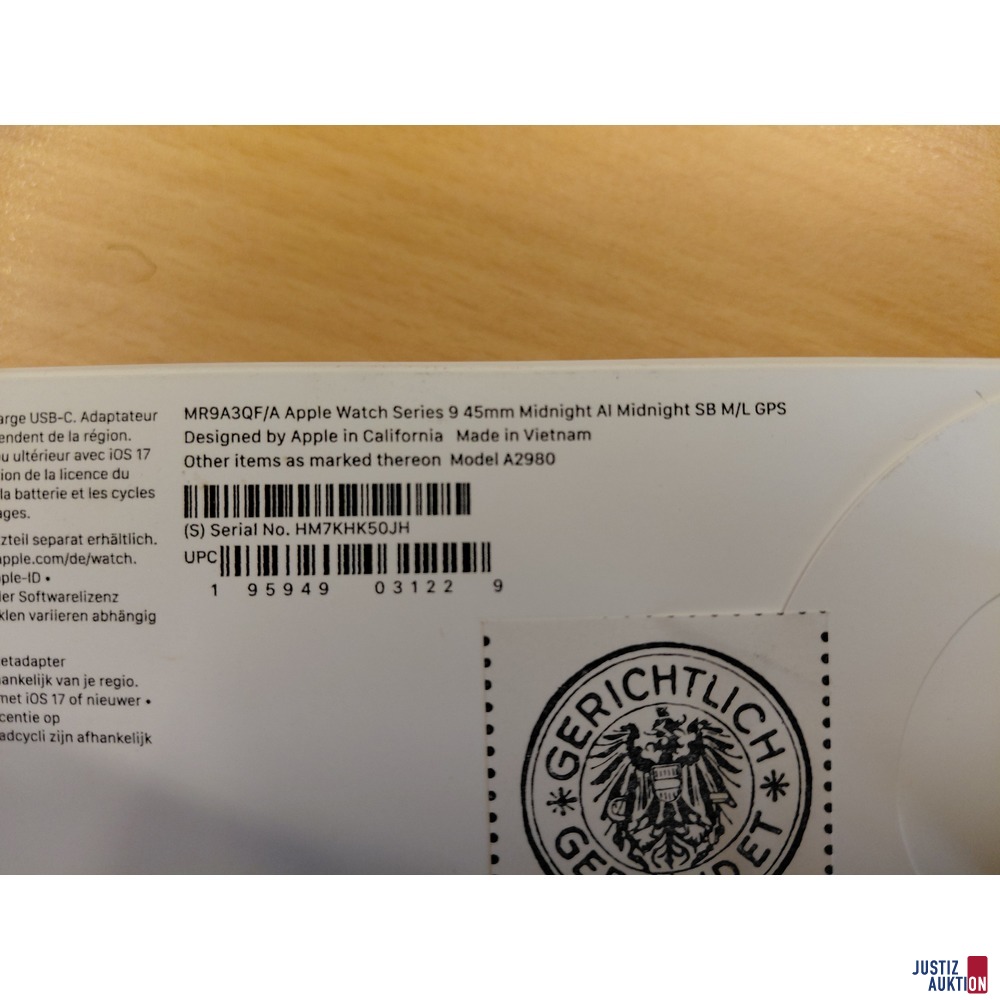 arge USB-C. Adaptateur
endent de la région.
u ultérieur avec iOS 17
ion de la licence du
la batterie et les cycles
ages.
zteil separat erhältlich.
apple.com/de/watch.
ple-ID •
ler Softwarelizenz
klen variieren abhängig
etadapter
ankelijk van je regio.
met iOS 17 of nieuwer •
centie op
adcycli zijn afhankelijk
MR9A3QF/A Apple Watch Series 9 45mm Midnight Al Midnight SB M/L GPS
Designed by Apple in California Made in Vietnam
Other items as marked thereon Model A2980
(S) Serial No. HM7KHK50JH
UPC
1 95949 03122 9
GERICHTLICH
JUSTIZ
AUKTION